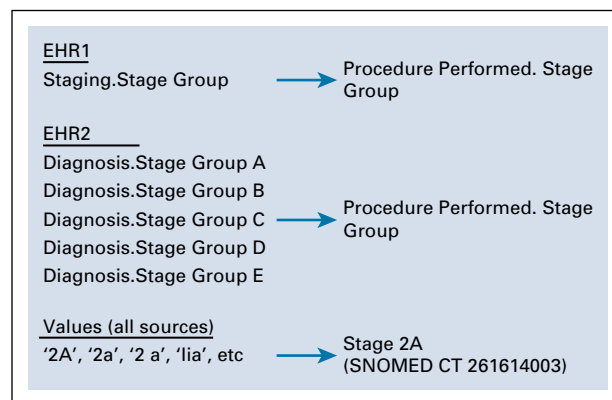 EHR1
Staging.Stage Group
Procedure Performed. Stage
Group
EHR2
Diagnosis.Stage Group A
Diagnosis.Stage Group B
Diagnosis.Stage Group C
Diagnosis.Stage Group D
Diagnosis.Stage Group E
Procedure Performed. Stage
Group
Values (all sources)
‘2A’, ‘2a’, ‘2 a’, ‘lia’, etc
Stage 2A
(SNOMED CT 261614003)